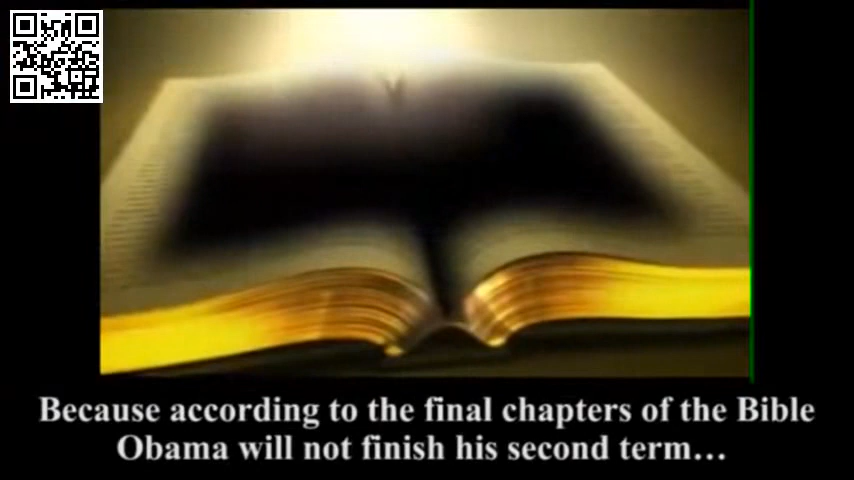 Because according to the final chapters of the Bible
Obama will not finish his second term…